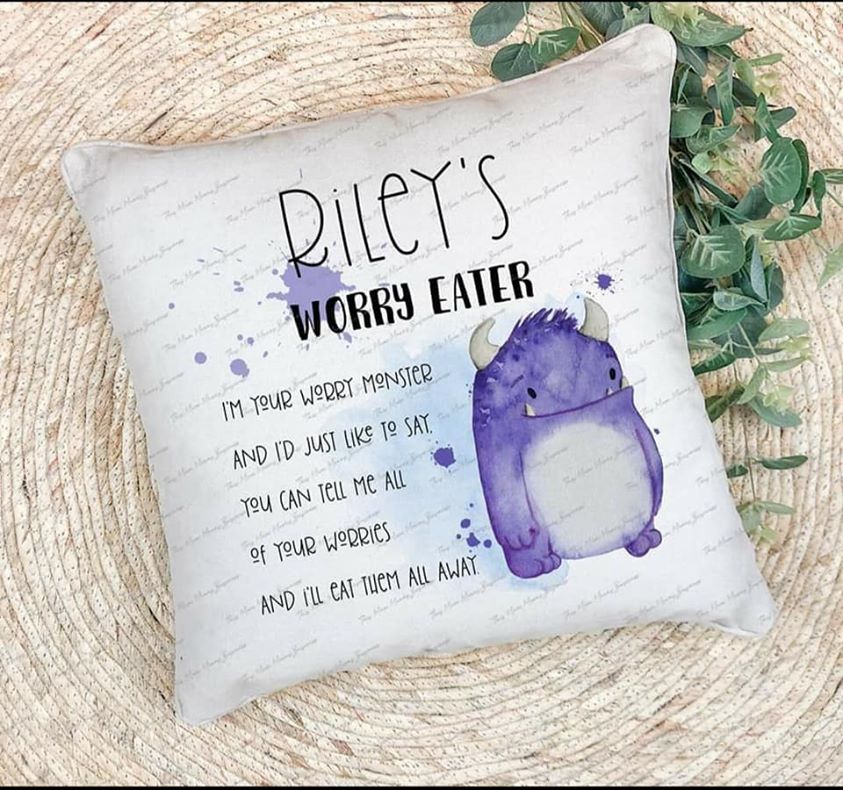 RILEY'S
WORRY EATER
I'M YOUR WORRY MONSTER
AND I'D JUST LIKE TO SAY,
YOU CAN TELL ME ALL
OF YOUR WORRIES
AND I'LL EAT THEM ALL AWAY.